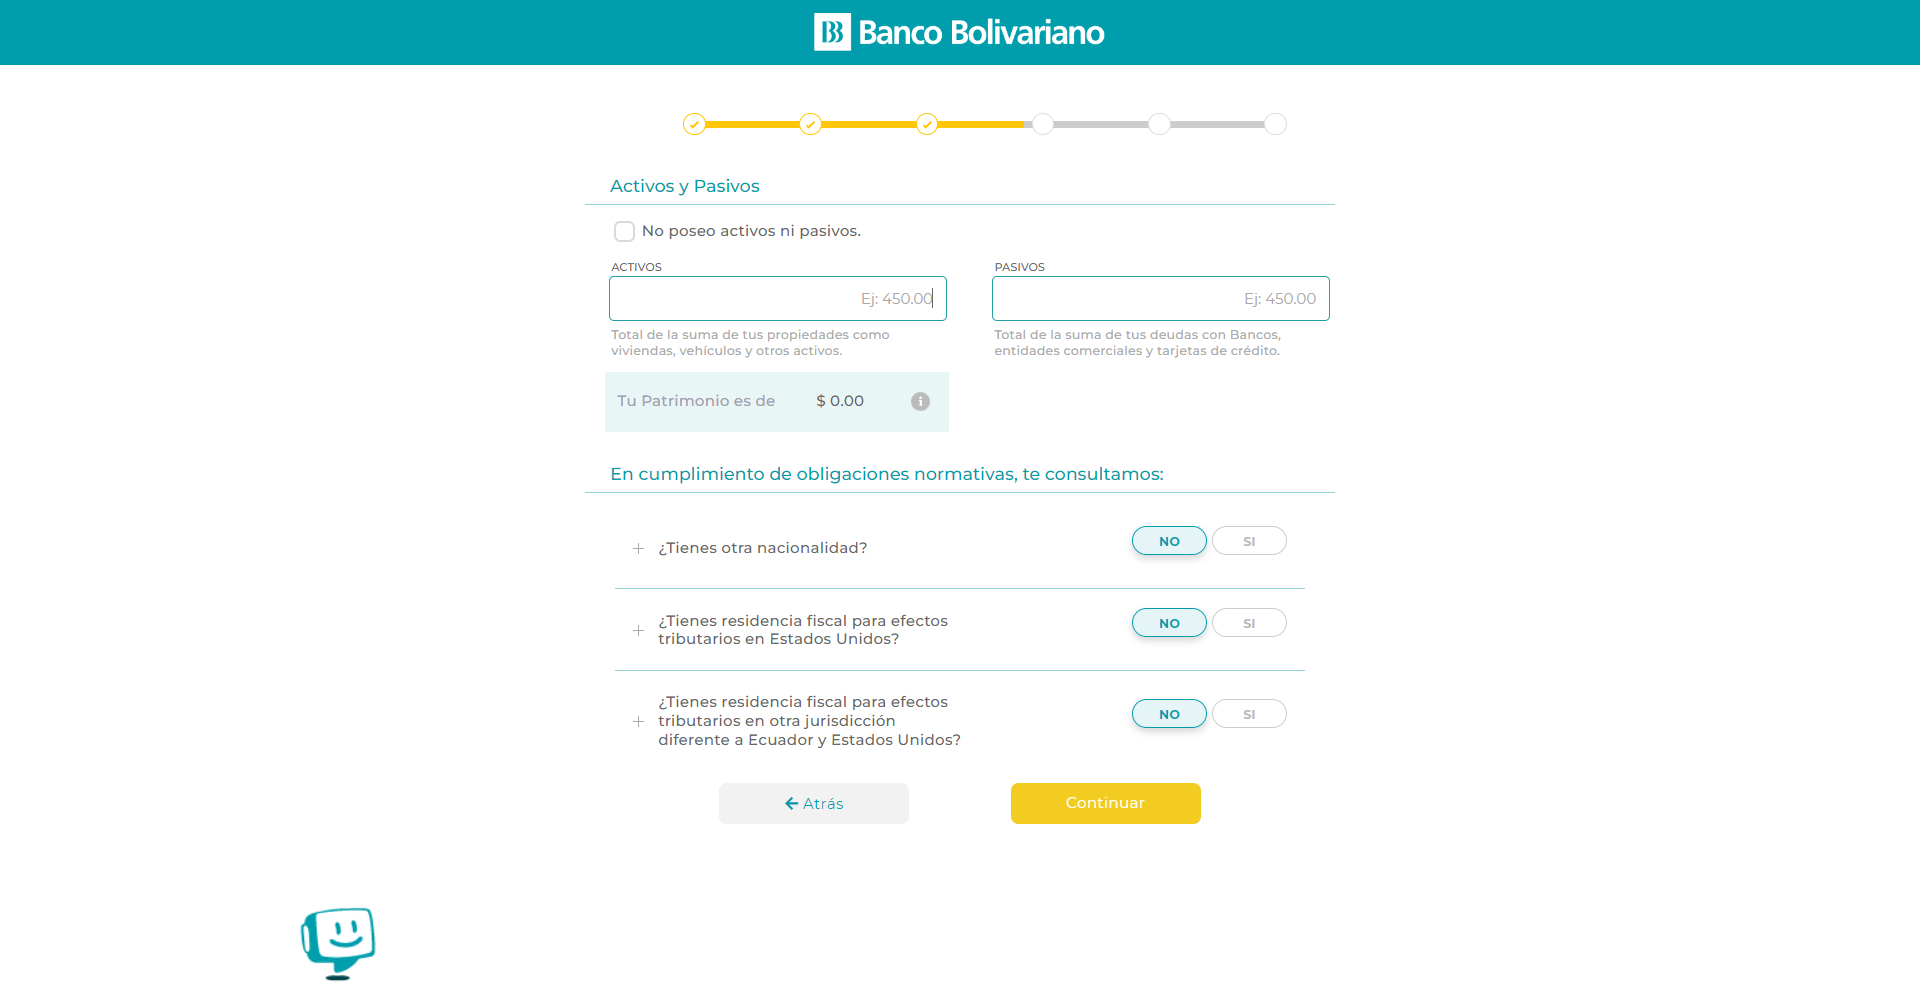 Banco Bolivariano
Activos y Pasivos
No poseo activos ni pasivos.
ACTIVOS
Ej: 450.00
Total de la suma de tus propiedades como
viviendas, vehículos y otros activos.
PASIVOS
Ej: 450.00
Total de la suma de tus deudas con Bancos,
entidades comerciales y tarjetas de crédito.
Tu Patrimonio es de $ 0.00
En cumplimiento de obligaciones normativas, te consultamos:
¿Tienes otra nacionalidad?
NO SI
¿Tienes residencia fiscal para efectos
tributarios en Estados Unidos?
NO SI
¿Tienes residencia fiscal para efectos
tributarios en otra jurisdicción
diferente a Ecuador y Estados Unidos?
NO SI
Atrás
Continuar